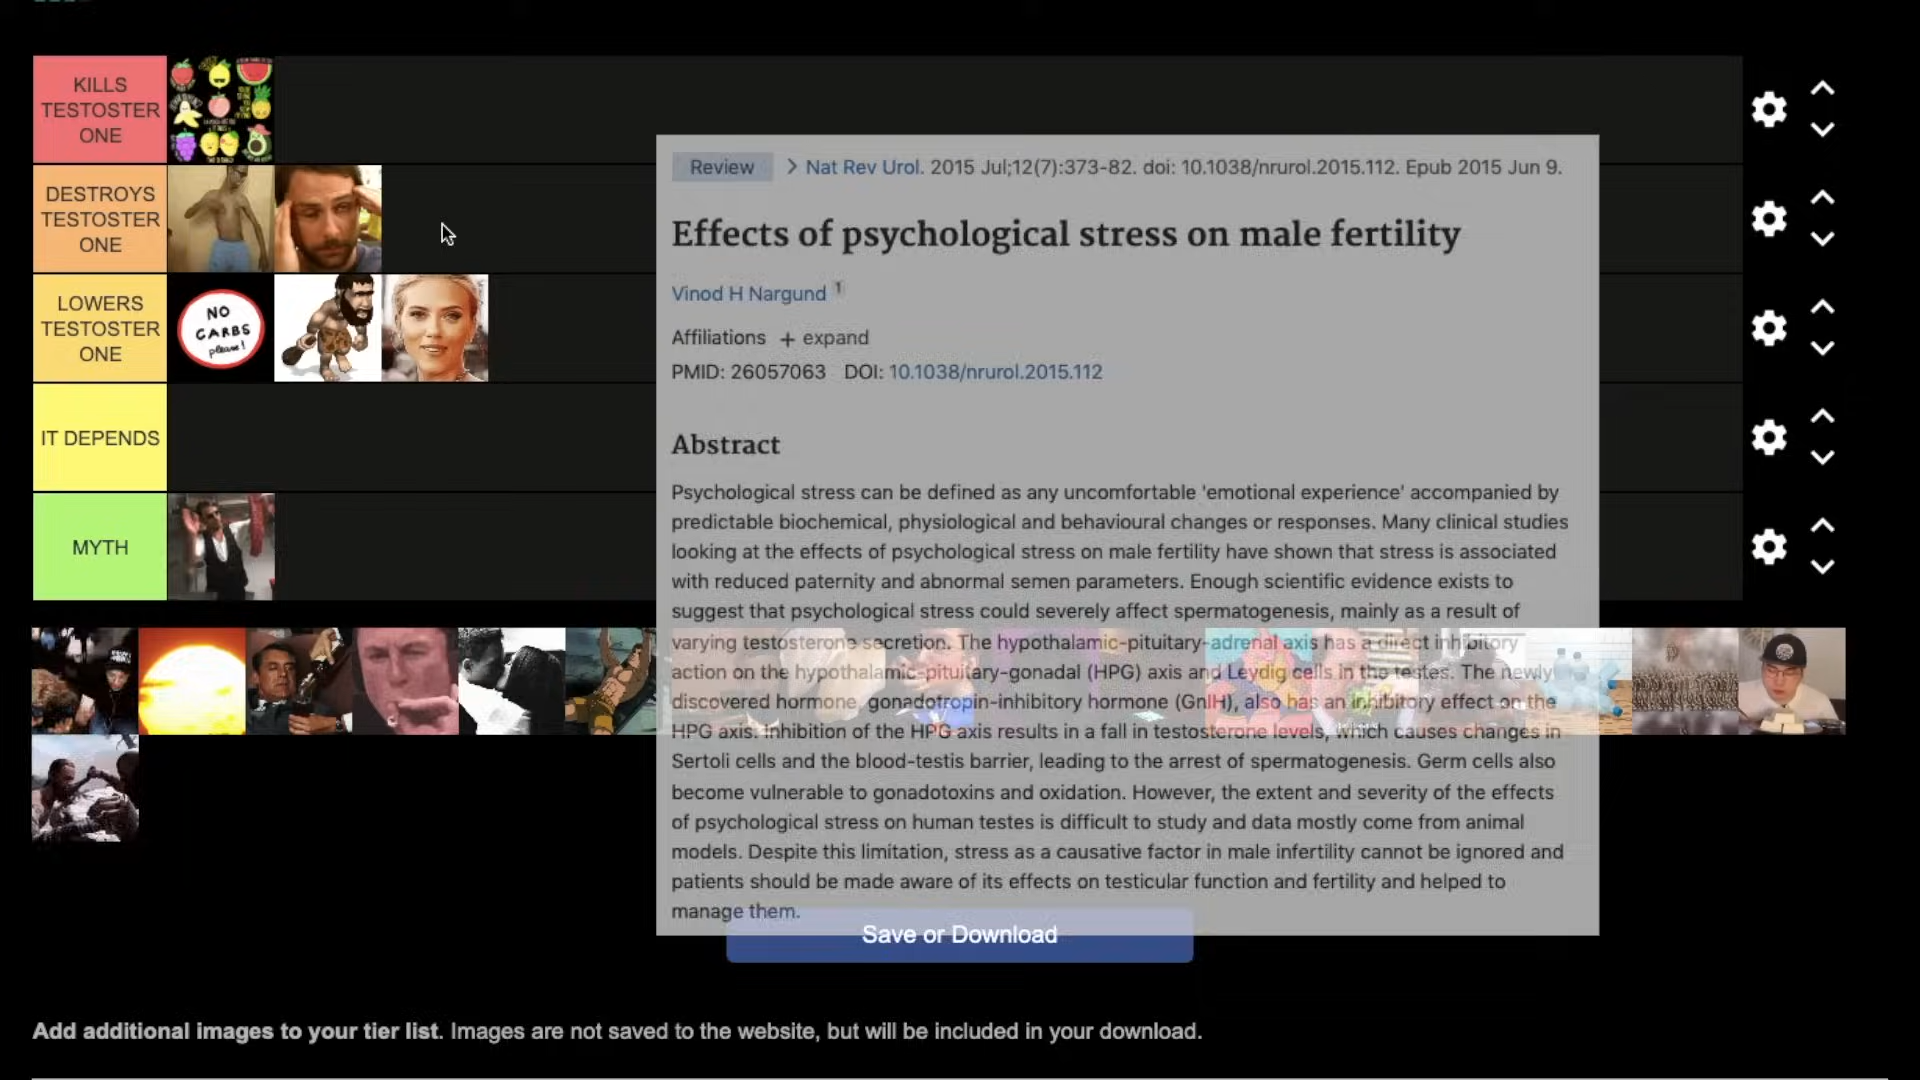 KILLS
TESTOSTER
ONE
DESTROYS
TESTOSTER
ONE
LOWERS
TESTOSTER
ONE
NO
CARBS
please!
IT DEPENDS
MYTH
Review > Nat Rev Urol. 2015 Jul;12(7):373-82. doi: 10.1038/nrurol.2015.112. Epub 2015 Jun 9.
Effects of psychological stress on male fertility
Vinod H Nargund 1
Affiliations + expand
PMID: 26057063 DOI: 10.1038/nrurol.2015.112
Abstract
Psychological stress can be defined as any uncomfortable 'emotional experience' accompanied by
predictable biochemical, physiological and behavioural changes or responses. Many clinical studies
looking at the effects of psychological stress on male fertility have shown that stress is associated
with reduced paternity and abnormal semen parameters. Enough scientific evidence exists to
suggest that psychological stress could severely affect spermatogenesis, mainly as a result of
varying testosterone secretion. The hypothalamic-pituitary-adrenal axis has a direct inhibitory
action on the hypothalamic-pituitary-gonadal (HPG) axis and Leydig cells in the testes. The newly
discovered hormone, gonadotropin-inhibitory hormone (GnIH), also has an inhibitory effect on the
HPG axis. Inhibition of the HPG axis results in a fall in testosterone levels, which causes changes in
Sertoli cells and the blood-testis barrier, leading to the arrest of spermatogenesis. Germ cells also
become vulnerable to gonadotoxins and oxidation. However, the extent and severity of the effects
of psychological stress on human testes is difficult to study and data mostly come from animal
models. Despite this limitation, stress as a causative factor in male infertility cannot be ignored and
patients should be made aware of its effects on testicular function and fertility and helped to
manage them.
Save or Download
Add additional images to your tier list. Images are not saved to the website, but will be included in your download.